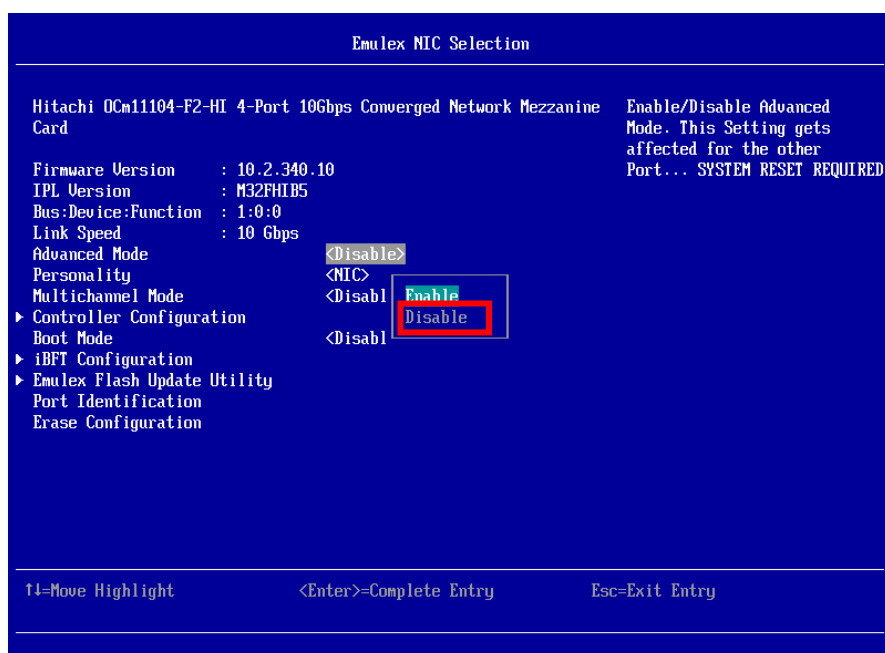 Emulex NIC Selection
Hitachi OCm11104-F2-HI 4-Port 10Gbps Converged Network Mezzanine
Card
Enable/Disable Advanced
Mode. This Setting gets
affected for the other
Port... SYSTEM RESET REQUIRED
Firmware Version : 10.2.340.10
IPL Version : M32FHIB5
Bus:Device:Function : 1:0:0
Link Speed : 10 Gbps
Advanced Mode <Disable>
Personality <NIC>
Multichannel Mode <Disabl
Enable
Disable
Controller Configuration
Boot Mode <Disabl
iBFT Configuration
Emulex Flash Update Utility
Port Identification
Erase Configuration
↑↓=Move Highlight <Enter>=Complete Entry Esc=Exit Entry